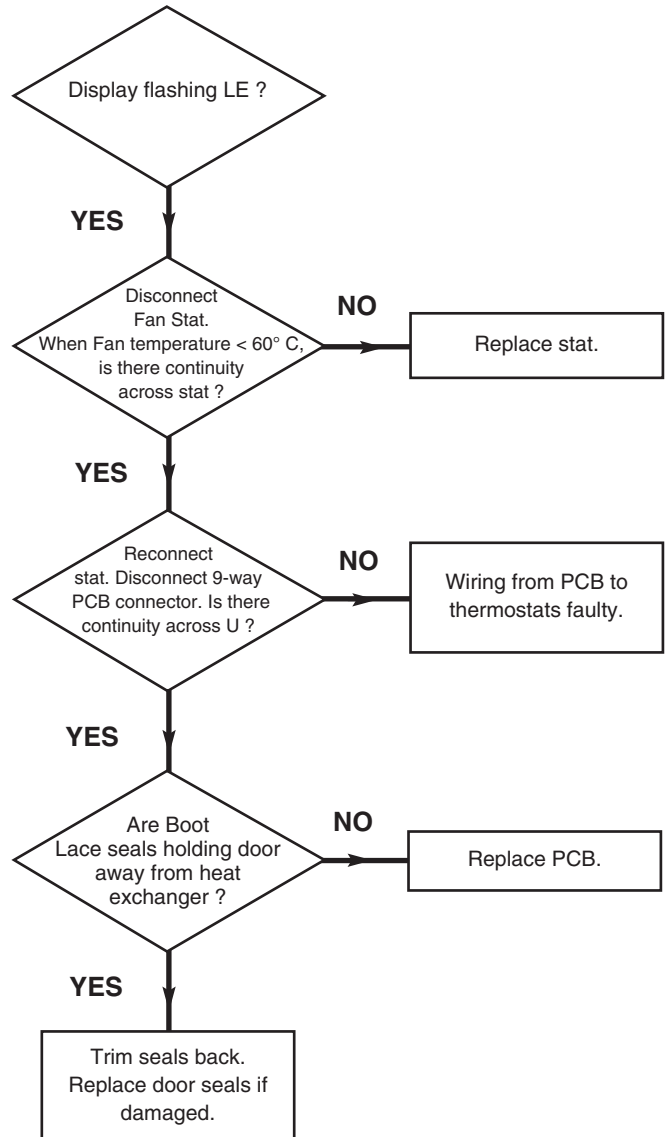 Display flashing LE ?
YES
Disconnect
Fan Stat.
When Fan temperature < 60° C,
is there continuity
across stat ?
NO
Replace stat.
YES
Reconnect
stat. Disconnect 9-way
PCB connector. Is there
continuity across U ?
NO
Wiring from PCB to
thermostats faulty.
YES
Are Boot
Lace seals holding door
away from heat
exchanger ?
NO
Replace PCB.
YES
Trim seals back.
Replace door seals if
damaged.